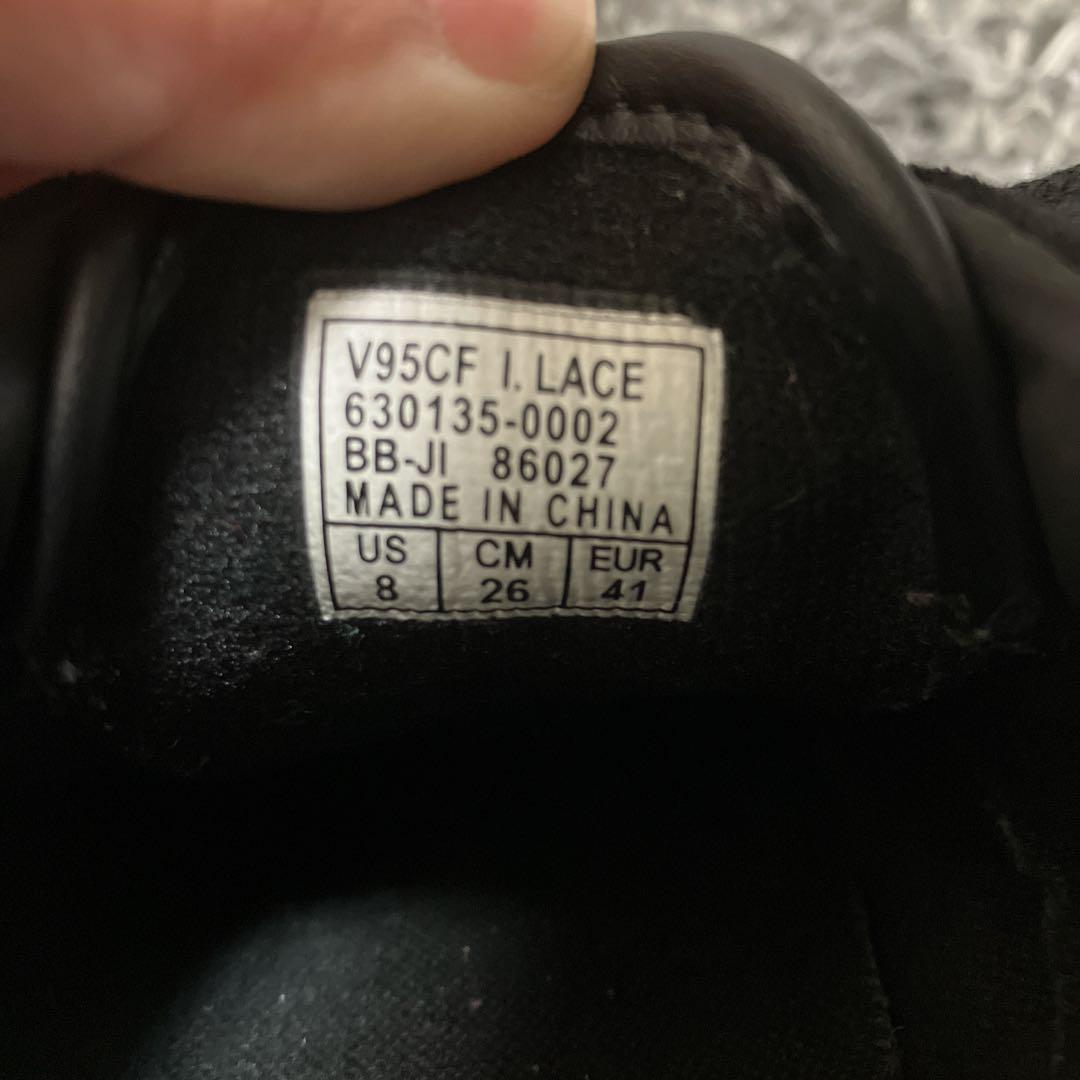 V95CF I. LACE
630135-0002
BB-JI 86027
MADE IN CHINA
US CM EUR
8 26 41